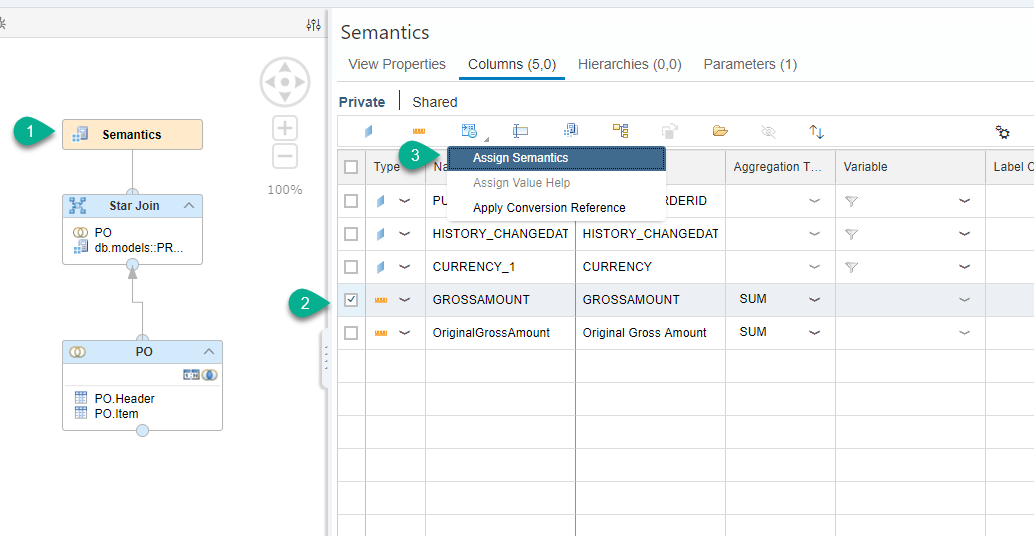 1
Semantics
Star Join
PO
db.models::PR...
PO
PO.Header
PO.Item
100%
Semantics
View Properties Columns (5,0) Hierarchies (0,0) Parameters (1)
Private Shared
3
Assign Semantics
Assign Value Help
Apply Conversion Reference
Type Na Aggregation T... Variable Label C
PU RDERID
HISTORY_CHANGEDAT HISTORY_CHANGEDAT
CURRENCY_1 CURRENCY
2
GROSSAMOUNT GROSSAMOUNT SUM
OriginalGrossAmount Original Gross Amount SUM